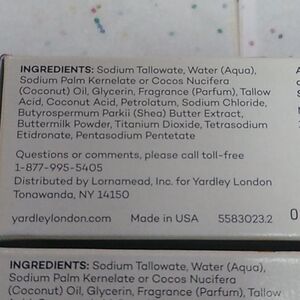 INGREDIENTS: Sodium Tallowate, Water (Aqua),
Sodium Palm Kernelate or Cocos Nucifera
(Coconut) Oil, Glycerin, Fragrance (Parfum), Tallow
Acid, Coconut Acid, Petrolatum, Sodium Chloride,
Butyrospermum Parkii (Shea) Butter Extract,
Buttermilk Powder, Titanium Dioxide, Tetrasodium
Etidronate, Pentasodium Pentetate
Questions or comments, please call toll-free
1-877-995-5405
Distributed by Lornamead, Inc. for Yardley London
Tonawanda, NY 14150
yardleylondon.com Made in USA 5583023.2
INGREDIENTS: Sodium Tallowate, Water (Aqua),
Sodium Palm Kernelate or Cocos Nucifera
(Coconut) Oil, Glycerin, Fragrance (Parfum), Tallow